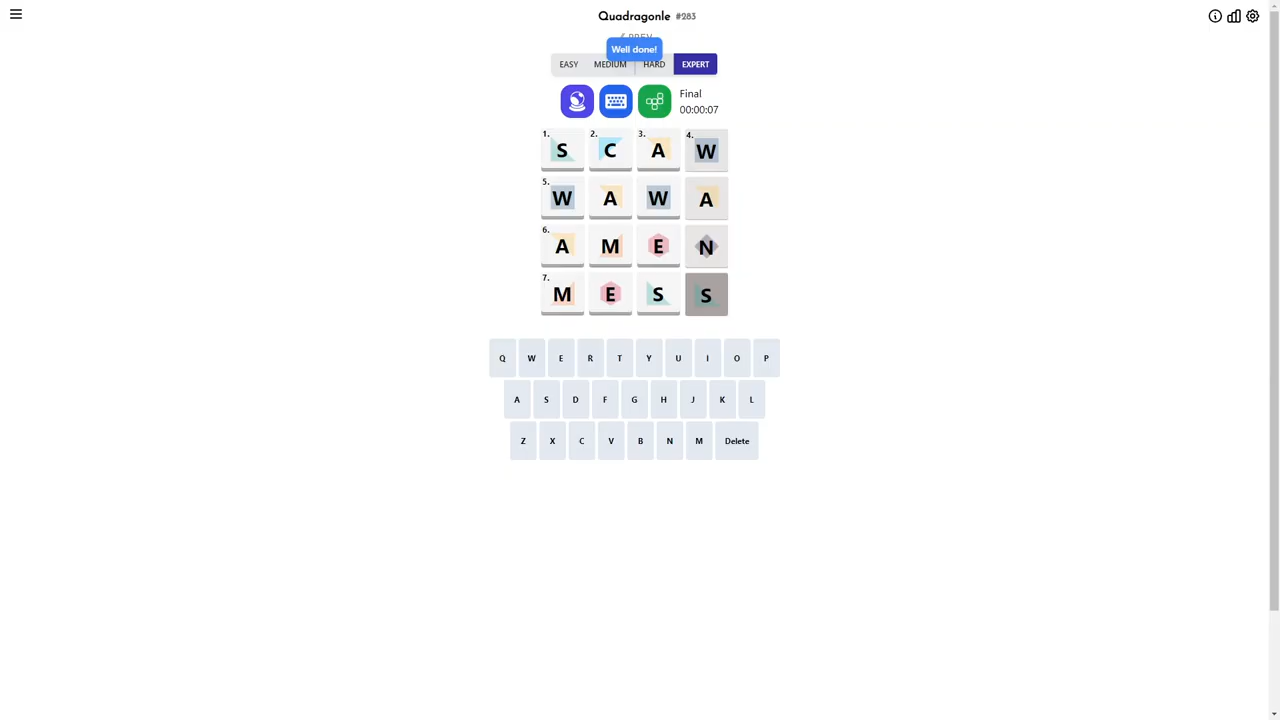 Quadragonle #283
PREV
Well done!
EASY MEDIUM HARD EXPERT
Final
00:00:07
1. S 2. C 3. A 4. W
5. W A W A
6. A M E N
7. M E S S
Q W E R T Y U I O P
A S D F G H J K L
Z X C V B N M Delete